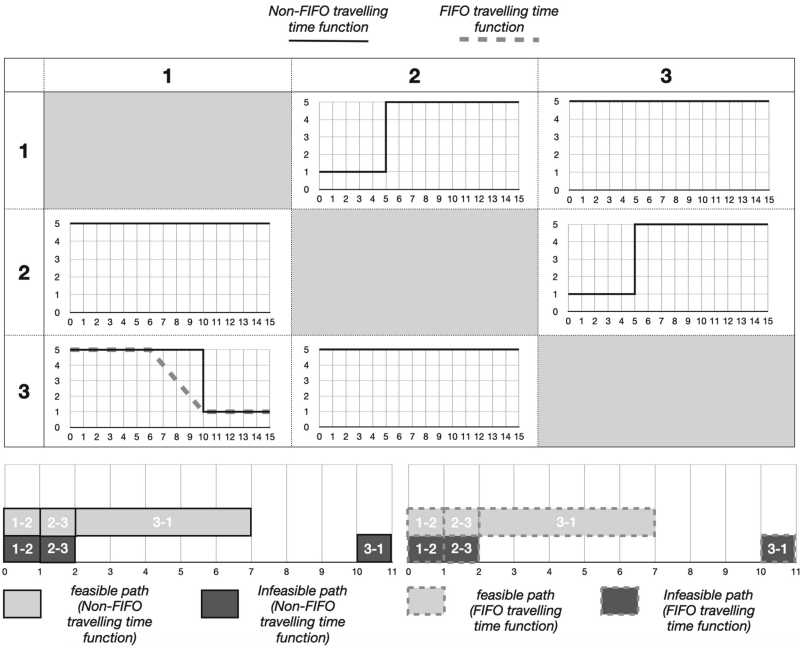 Non-FIFO travelling
time function
FIFO travelling time
function
1 2 3
1
5
4
3
2
1
0
0 1 2 3 4 5 6 7 8 9 10 11 12 13 14 15
5
4
3
2
1
0
0 1 2 3 4 5 6 7 8 9 10 11 12 13 14 15
2
5
4
3
2
1
0
0 1 2 3 4 5 6 7 8 9 10 11 12 13 14 15
5
4
3
2
1
0
0 1 2 3 4 5 6 7 8 9 10 11 12 13 14 15
3
5
4
3
2
1
0
0 1 2 3 4 5 6 7 8 9 10 11 12 13 14 15
5
4
3
2
1
0
0 1 2 3 4 5 6 7 8 9 10 11 12 13 14 15
1-2 2-3 3-1
1-2 2-3 3-1
0 1 2 3 4 5 6 7 8 9 10 11
1-2 2-3 3-1
1-2 2-3 3-1
0 1 2 3 4 5 6 7 8 9 10 11
feasible path
(Non-FIFO
travelling time
function)
Infeasible path
(Non-FIFO
travelling time
function)
feasible path
(FIFO travelling
time function)
Infeasible path
(FIFO travelling
time function)